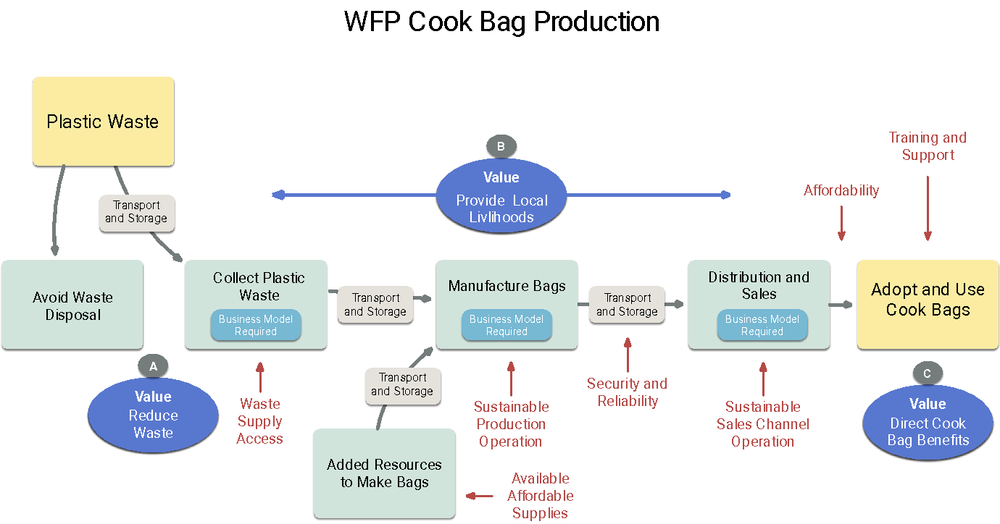 WFP Cook Bag Production
Plastic Waste
Transport
and Storage
B
Value
Provide Local
Livlihoods
Training and
Support
Affordability
Avoid Waste
Disposal
Collect Plastic
Waste
Business Model
Required
Transport
and Storage
Manufacture Bags
Business Model
Required
Transport
and Storage
Distribution and
Sales
Business Model
Required
Adopt and Use
Cook Bags
A
Value
Reduce
Waste
Waste
Supply
Access
Transport
and Storage
Added Resources
to Make Bags
Sustainable
Production
Operation
Available
Affordable
Supplies
Security and
Reliability
Sustainable
Sales Channel
Operation
C
Value
Direct Cook
Bag Benefits